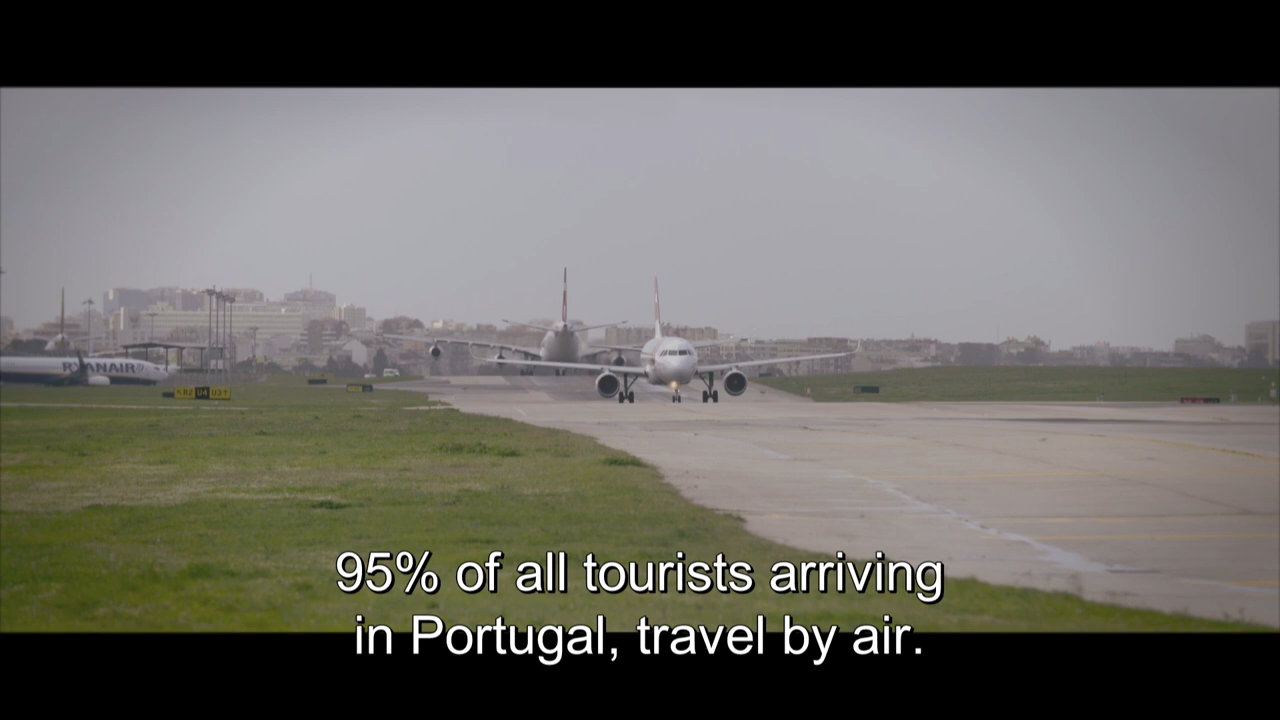 RYANAIR
95% of all tourists arriving
in Portugal, travel by air.